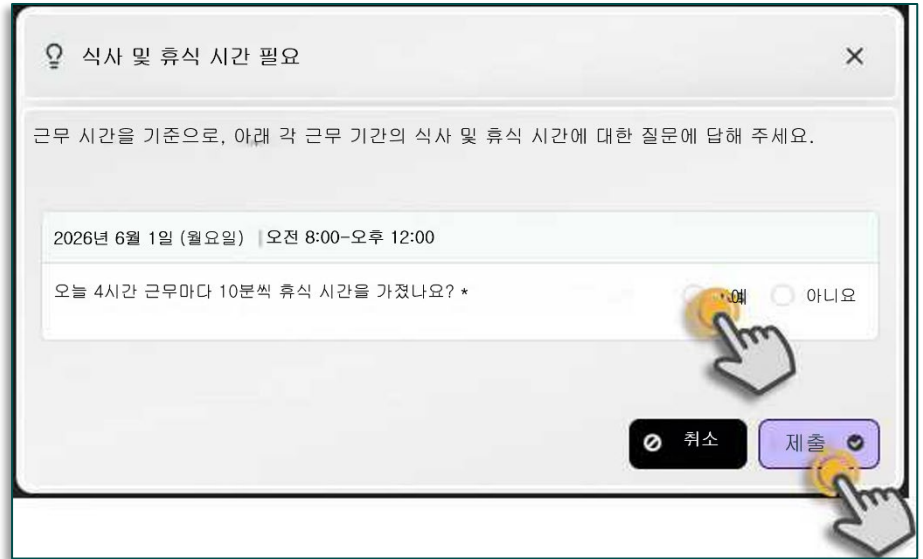 식사 및 휴식 시간 필요
근무 시간을 기준으로, 아래 각 근무 기간의 식사 및 휴식 시간에 대한 질문에 답해 주세요.
2026년 6월 1일 (월요일) | 오전 8:00-오후 12:00
오늘 4시간 근무마다 10분씩 휴식 시간을 가졌나요? * 예 아니요
취소 제출